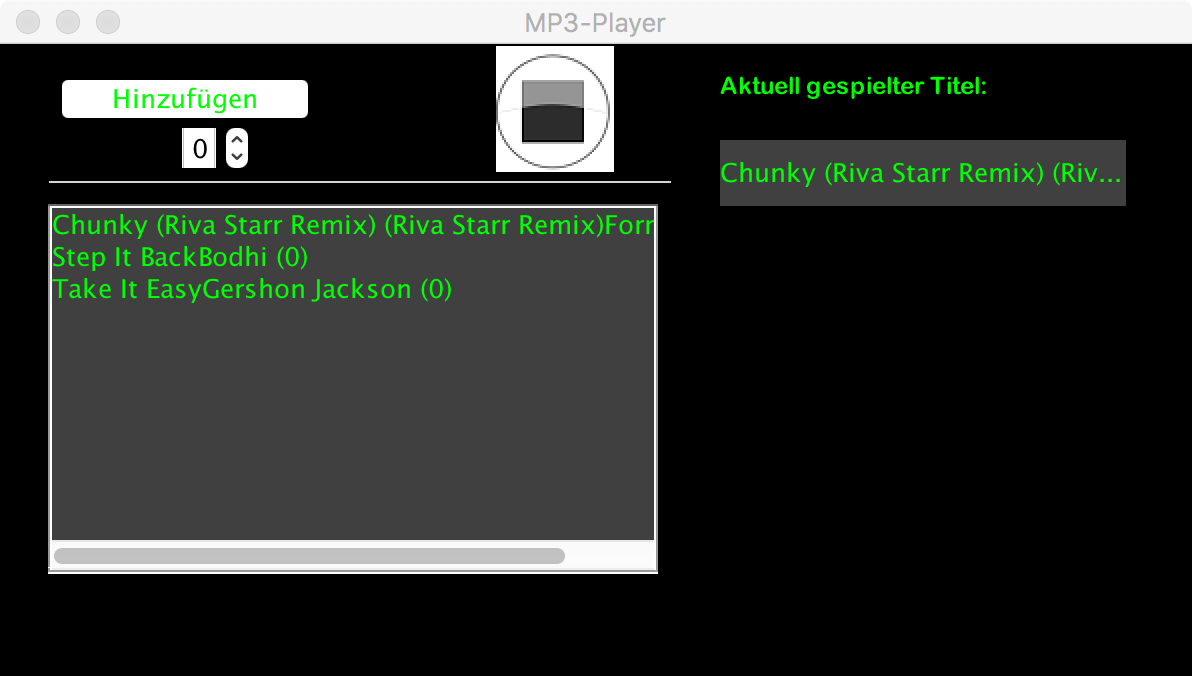 MP3-Player
Hinzufügen
0
Aktuell gespielter Titel:
Chunky (Riva Starr Remix) (Riv...
Chunky (Riva Starr Remix) (Riva Starr Remix)
Step It BackBodhi (0)
Take It EasyGershon Jackson (0)